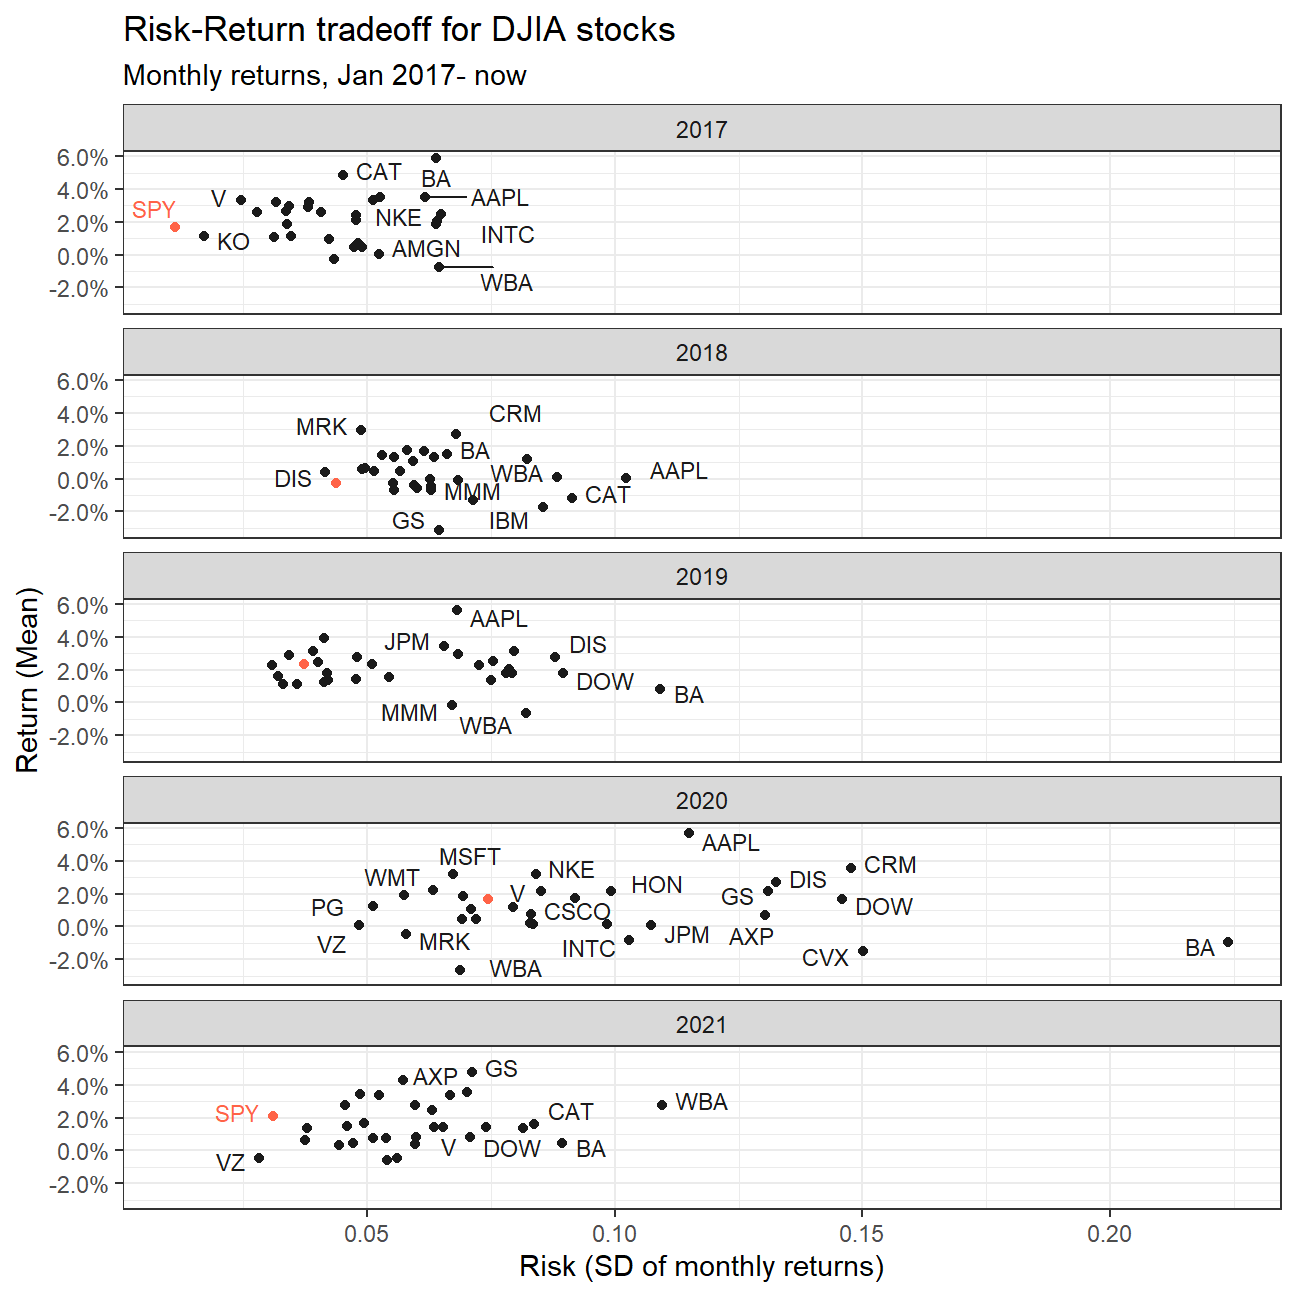 Risk-Return tradeoff for DJIA stocks
Monthly returns, Jan 2017- now
2017
6.0%
4.0%
2.0%
0.0%
-2.0%
CAT
BA
V
AAPL
SPY
NKE
INTC
KO
AMGN
WBA
2018
6.0%
4.0%
2.0%
0.0%
-2.0%
CRM
MRK
BA
WBA
AAPL
DIS
MMM
CAT
GS
IBM
2019
6.0%
4.0%
2.0%
0.0%
-2.0%
AAPL
JPM
DIS
DOW
BA
MMM
WBA
Return (Mean)
2020
6.0%
4.0%
2.0%
0.0%
-2.0%
AAPL
MSFT
NKE
CRM
WMT
HON
DIS
V
GS
PG
CSCO
DOW
VZ
MRK
INTC
JPM
AXP
BA
CVX
WBA
2021
6.0%
4.0%
2.0%
0.0%
-2.0%
GS
AXP
WBA
SPY
CAT
V
DOW
BA
VZ
0.05
0.10
0.15
0.20
Risk (SD of monthly returns)